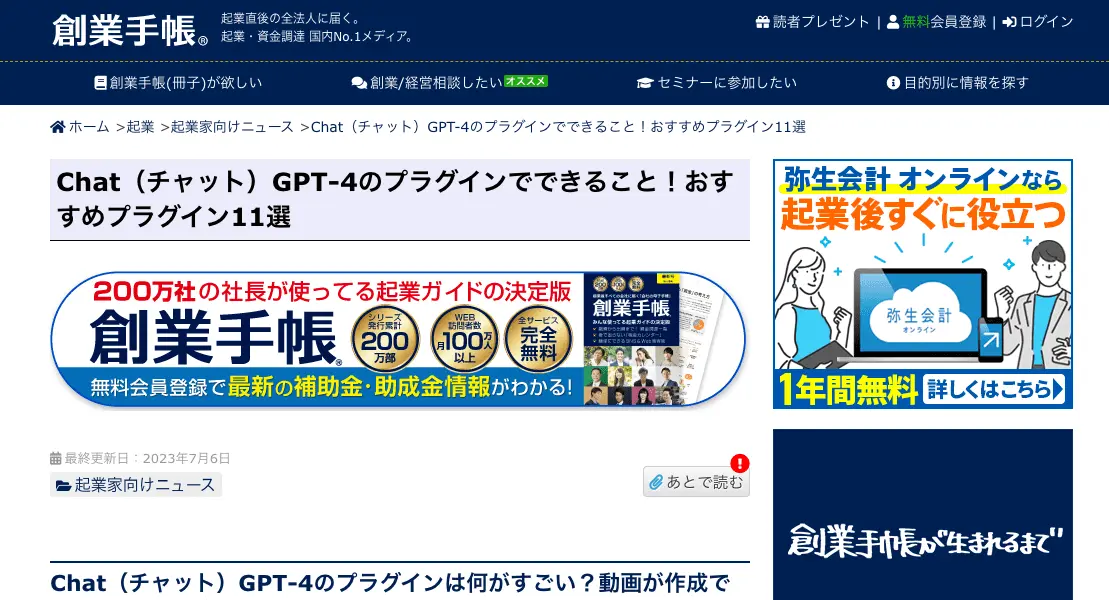 創業手帳®
起業直後の全法人に届く。
起業・資金調達 国内No.1メディア。
読者プレゼント | 無料会員登録 | ログイン
創業手帳(冊子)が欲しい
創業/経営相談したい オススメ
セミナーに参加したい
目的別に情報を探す
ホーム >起業 >起業家向けニュース >Chat（チャット）GPT-4のプラグインでできること！おすすめプラグイン11選
Chat（チャット）GPT-4のプラグインでできること！おす
すめプラグイン11選
200万社の社長が使ってる起業ガイドの決定版
創業手帳®
シリーズ
発行累計
200
万部
WEB
訪問者数
月100万人
以上
全サービス
完全
無料
無料会員登録で最新の補助金・助成金情報がわかる!
創業手帳
最終更新日：2023年7月6日
起業家向けニュース
!
あとで読む
Chat（チャット）GPT-4のプラグインは何がすごい？動画が作成で
弥生会計 オンラインなら
起業後すぐに役立つ
弥生会計
オンライン
1年間無料 詳しくはこちら
創業手帳が生まれるまで